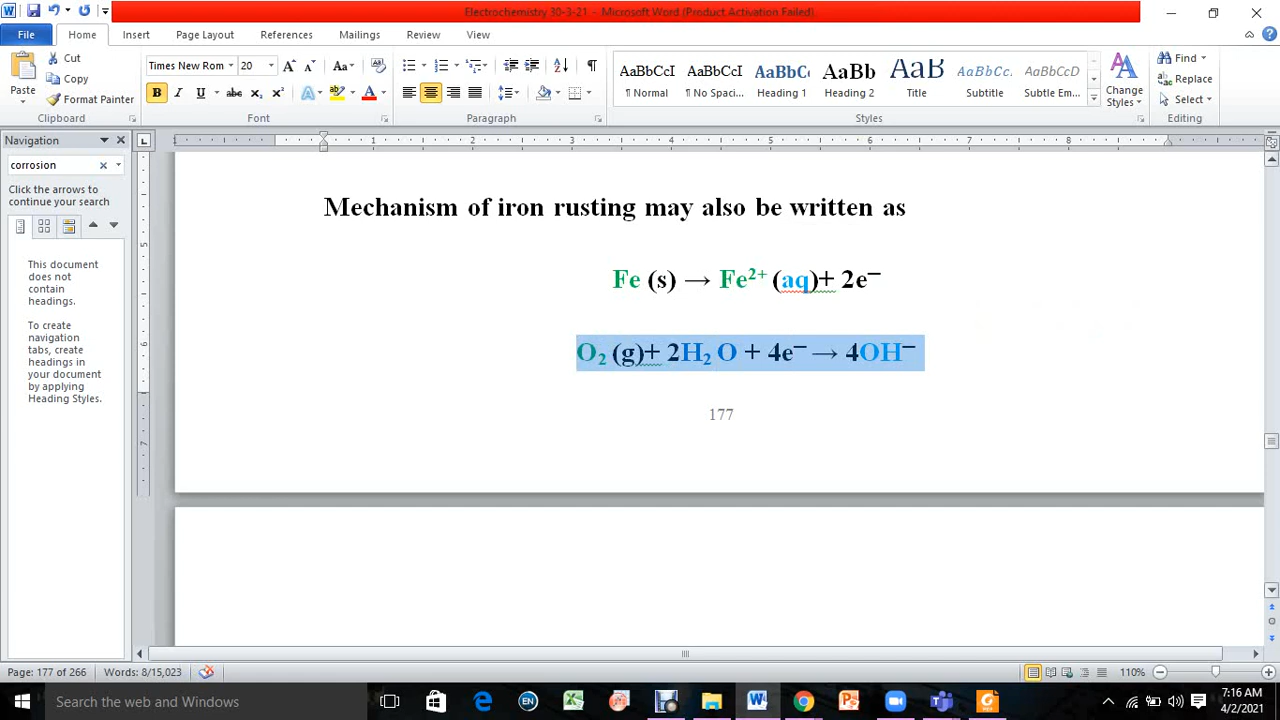 Electrochemistry 30-3-21 - Microsoft Word (Product Activation Failed)
File Home Insert Page Layout References Mailings Review View
Paste
Cut
Copy
Format Painter
Clipboard
Times New Rom 20
Font
Paragraph
AaBbCcI AaBbCcI AaBbCc AaBb AaB AaBbCc. AaBbCcD
¶ Normal ¶ No Spaci... Heading 1 Heading 2 Title Subtitle Subtle Em...
Change Styles
Styles
Find
Replace
Select
Editing
Navigation
corrosion
Click the arrows to
continue your search
This document
does not
contain
headings.
To create
navigation
tabs, create
headings in
your document
by applying
Heading Styles.
Mechanism of iron rusting may also be written as
Fe (s) → Fe²⁺ (aq)+ 2e⁻
O₂ (g)+ 2H₂ O + 4e⁻ → 4OH⁻
177
Page: 177 of 266 Words: 8/15,023 110%
Search the web and Windows
7:16 AM
4/2/2021